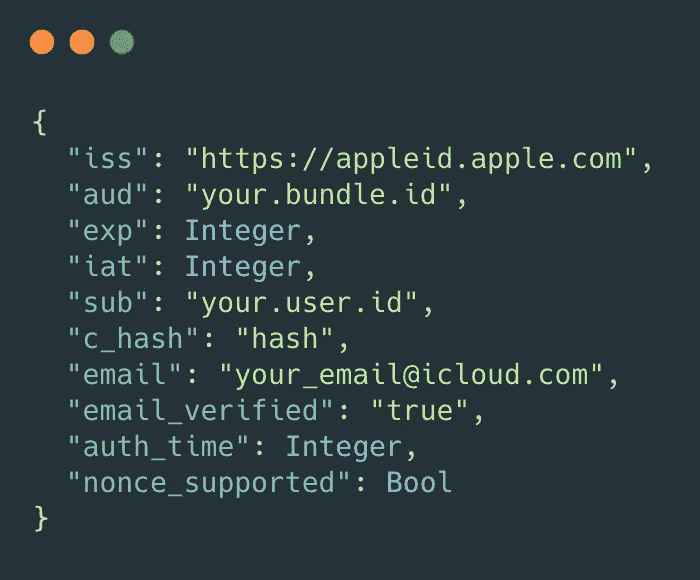 {
  "iss": "https://appleid.apple.com",
  "aud": "your.bundle.id",
  "exp": Integer,
  "iat": Integer,
  "sub": "your.user.id",
  "c_hash": "hash",
  "email": "your_email@icloud.com",
  "email_verified": "true",
  "auth_time": Integer,
  "nonce_supported": Bool
}